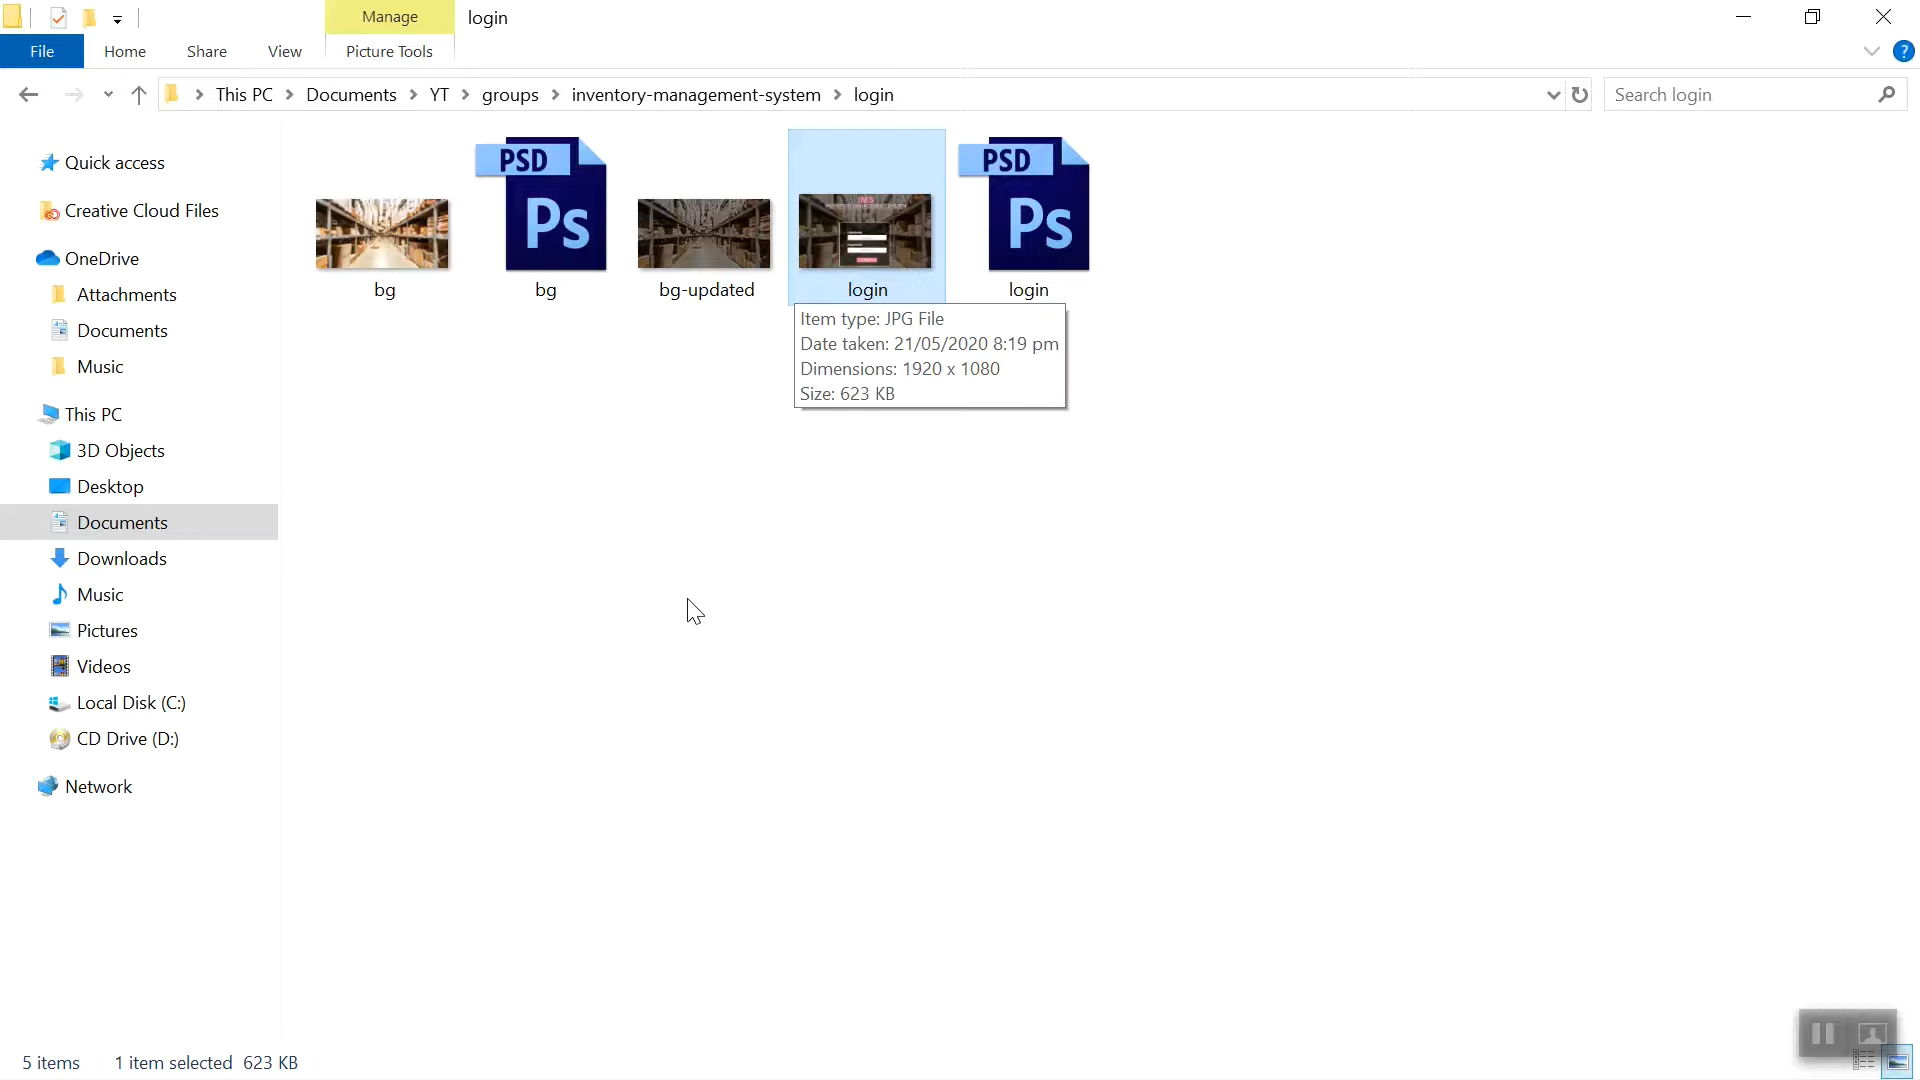 Manage
login
File
Home
Share
View
Picture Tools
?
This PC
Documents
YT
groups
inventory-management-system
login
Search login
Quick access
Creative Cloud Files
OneDrive
Attachments
Documents
Music
This PC
3D Objects
Desktop
Documents
Downloads
Music
Pictures
Videos
Local Disk (C:)
CD Drive (D:)
Network
PSD
Ps
IMS
PSD
Ps
bg
bg
bg-updated
login
login
Item type: JPG File
Date taken: 21/05/2020 8:19 pm
Dimensions: 1920 x 1080
Size: 623 KB
5 items
1 item selected 623 KB